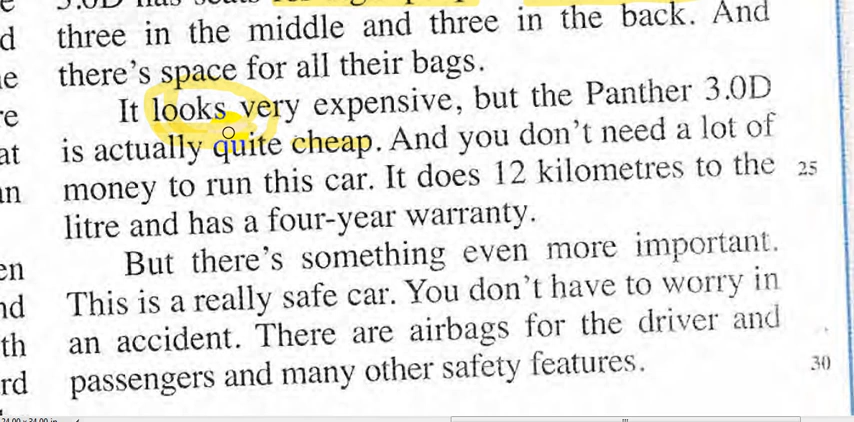 three in the middle and three in the back. And
there's space for all their bags.
It looks very expensive, but the Panther 3.0D
is actually quite cheap. And you don't need a lot of
money to run this car. It does 12 kilometres to the 25
litre and has a four-year warranty.
But there's something even more important.
This is a really safe car. You don't have to worry in
an accident. There are airbags for the driver and
passengers and many other safety features. 30